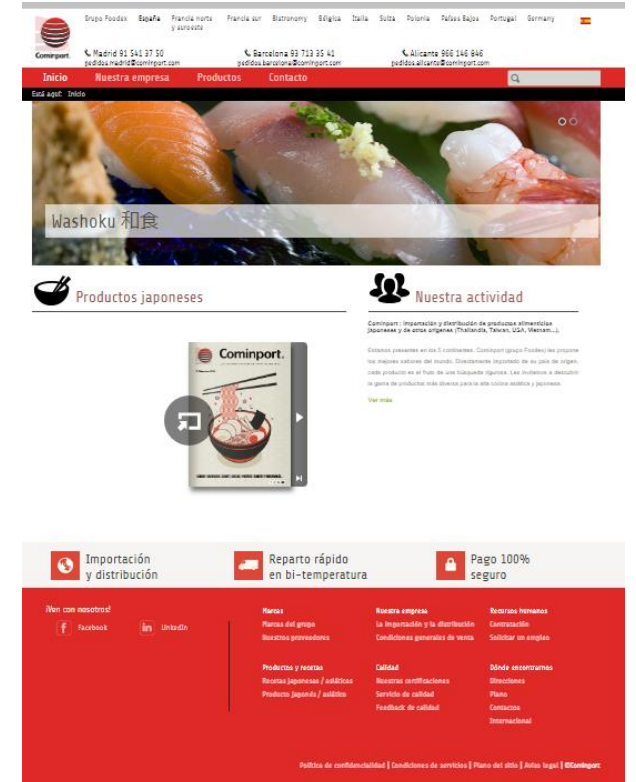 Grupo Foodex España Francia norte y suroeste Francia sur Bistronomy Bélgica Italia Suiza Polonia Países Bajos Portugal Germany
Cominport.
Madrid 91 541 37 50
pedidos.madrid@cominport.com
Barcelona 93 713 35 41
pedidos.barcelona@cominport.com
Alicante 966 146 846
pedidos.alicante@cominport.com
Inicio Nuestra empresa Productos Contacto
Está aquí: Inicio
Washoku 和食
Productos japoneses
Cominport.
Nuestra actividad
Cominport : Importación y distribución de productos alimenticios
japoneses y de otros orígenes (Thailandia, Taiwan, USA, Vietnam...).
Estamos presentes en los 5 continentes. Cominport (grupo Foodex) les propone
los mejores sabores del mundo. Directamente importado de su país de origen,
cada producto es el fruto de una búsqueda rigurosa. Les invitamos a descubrir
la gama de productos más diversa para la alta cocina asiática y japonesa.
Ver más
Importación
y distribución
Reparto rápido
en bi-temperatura
Pago 100%
seguro
¡Ven con nosotros!
Facebook LinkedIn
Marcas
Marcas del grupo
Nuestros proveedores
Nuestra empresa
La importación y la distribución
Condiciones generales de venta
Recursos humanos
Contratación
Solicitar un empleo
Productos y recetas
Recetas japonesas / asiáticas
Producto japonés / asiático
Calidad
Nuestras certificaciones
Servicio de calidad
Feedback de calidad
Dónde encontrarnos
Direcciones
Plano
Contactos
Internacional
Política de confidencialidad | Condiciones de servicios | Plano del sitio | Aviso legal | ©Cominport